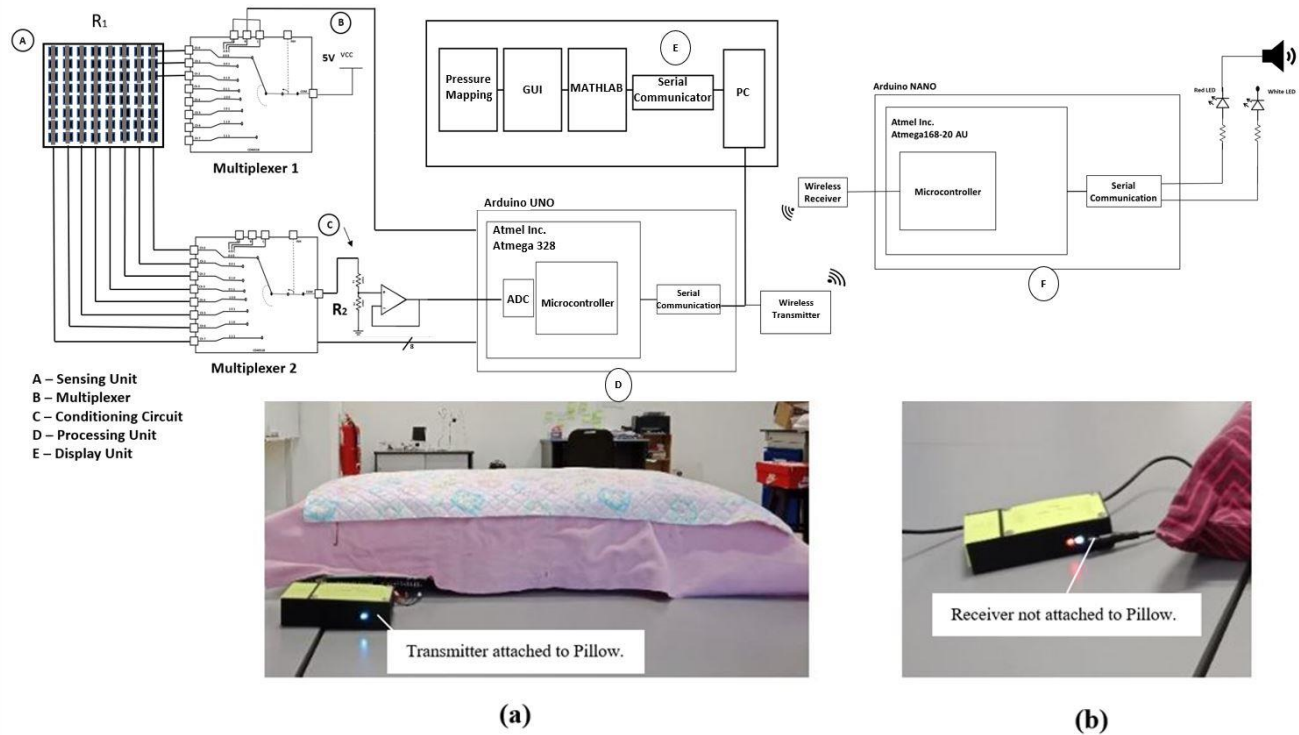 A
R1
B
5V VCC
Multiplexer 1
Pressure
Mapping
GUI
MATHLAB
E
Serial
Communicator
PC
Arduino NANO
Atmel Inc.
Atmega168-20 AU
Microcontroller
Serial
Communication
Red LED
White LED
Wireless
Receiver
F
C
R2
Multiplexer 2
8
Arduino UNO
Atmel Inc.
Atmega 328
ADC
Microcontroller
Serial
Communication
Wireless
Transmitter
D
A – Sensing Unit
B – Multiplexer
C – Conditioning Circuit
D – Processing Unit
E – Display Unit
Transmitter attached to Pillow.
Receiver not attached to Pillow.
(a)
(b)